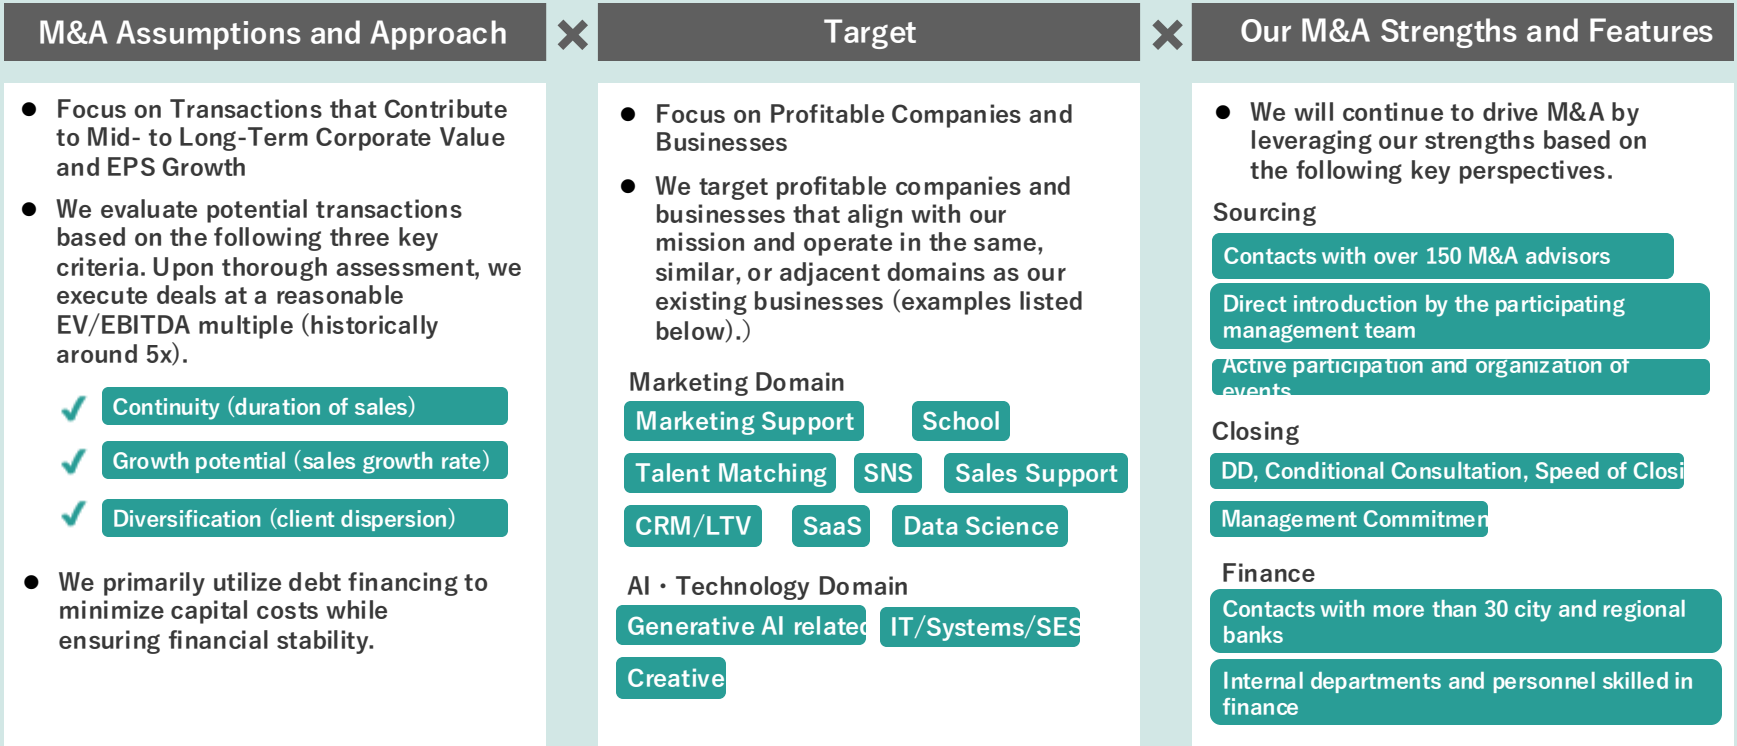 M&A Assumptions and Approach
Focus on Transactions that Contribute
to Mid- to Long-Term Corporate Value
and EPS Growth
We evaluate potential transactions
based on the following three key
criteria. Upon thorough assessment, we
execute deals at a reasonable
EV/EBITDA multiple (historically
around 5x).
Continuity (duration of sales)
Growth potential (sales growth rate)
Diversification (client dispersion)
We primarily utilize debt financing to
minimize capital costs while
ensuring financial stability.
Target
Focus on Profitable Companies and
Businesses
We target profitable companies and
businesses that align with our
mission and operate in the same,
similar, or adjacent domains as our
existing businesses (examples listed
below).)
Marketing Domain
Marketing Support
School
Talent Matching
SNS
Sales Support
CRM/LTV
SaaS
Data Science
AI・Technology Domain
Generative AI related
IT/Systems/SES
Creative
Our M&A Strengths and Features
We will continue to drive M&A by
leveraging our strengths based on
the following key perspectives.
Sourcing
Contacts with over 150 M&A advisors
Direct introduction by the participating
management team
Active participation and organization of
events
Closing
DD, Conditional Consultation, Speed of Closi
Management Commitmen
Finance
Contacts with more than 30 city and regional
banks
Internal departments and personnel skilled in
finance